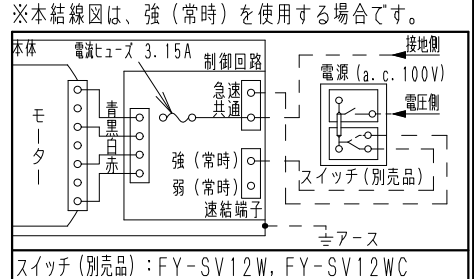 ※本結線図は、強（常時）を使用する場合です。
本体
電流ヒューズ 3.15A
制御回路
接地側
電源（a.c.100V）
電圧側
急速
共通
モーター
青
黒
白
赤
強（常時）
弱（常時）
速結端子
スイッチ（別売品）
アース
スイッチ（別売品）：FY-SV12W, FY-SV12WC